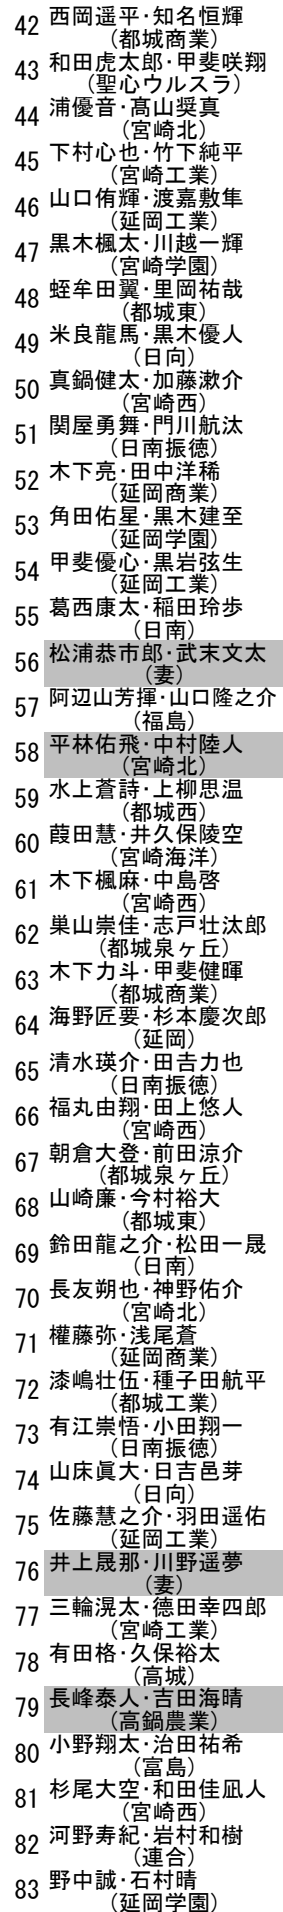 42 西岡遥平・知名恒輝
(都城商業)
43 和田虎太郎・甲斐咲翔
(聖心ウルスラ)
44 浦優音・髙山奨真
(宮崎北)
45 下村心也・竹下純平
(宮崎工業)
46 山口侑輝・渡嘉敷隼
(延岡工業)
47 黒木楓太・川越一輝
(宮崎学園)
48 蛯牟田翼・里岡祐哉
(都城東)
49 米良龍馬・黒木優人
(日向)
50 真鍋健太・加藤漱介
(宮崎西)
51 関屋勇舞・門川航汰
(日南振徳)
52 木下亮・田中洋稀
(延岡商業)
53 角田佑星・黒木建至
(延岡学園)
54 甲斐優心・黒岩弦生
(延岡工業)
55 葛西康太・稲田玲歩
(日南)
56 松浦恭市郎・武末文太
(妻)
57 阿辺山芳揮・山口隆之介
(福島)
58 平林佑飛・中村陸人
(宮崎北)
59 水上蒼詩・上柳思温
(都城西)
60 葭田慧・井久保陵空
(宮崎海洋)
61 木下楓麻・中島啓
(宮崎西)
62 巣山崇佳・志戸壮汰郎
(都城泉ヶ丘)
63 木下力斗・甲斐健暉
(都城商業)
64 海野匠要・杉本慶次郎
(延岡)
65 清水瑛介・田𠮷力也
(日南振徳)
66 福丸由翔・田上悠人
(宮崎西)
67 朝倉大登・前田涼介
(都城泉ヶ丘)
68 山崎廉・今村裕大
(都城東)
69 鈴田龍之介・松田一晟
(日南)
70 長友朔也・神野佑介
(宮崎北)
71 權藤弥・浅尾蒼
(延岡商業)
72 漆嶋壮伍・種子田航平
(都城工業)
73 有江崇悟・小田翔一
(日南振徳)
74 山床眞大・日吉邑芽
(日向)
75 佐藤慧之介・羽田遥佑
(延岡工業)
76 井上晟那・川野遥夢
(妻)
77 三輪滉太・德田幸四郎
(宮崎工業)
78 有田格・久保裕太
(高城)
79 長峰泰人・吉田海晴
(高鍋農業)
80 小野翔太・治田祐希
(富島)
81 杉尾大空・和田佳凪人
(宮崎西)
82 河野寿紀・岩村和樹
(連合)
83 野中誠・石村晴
(延岡学園)